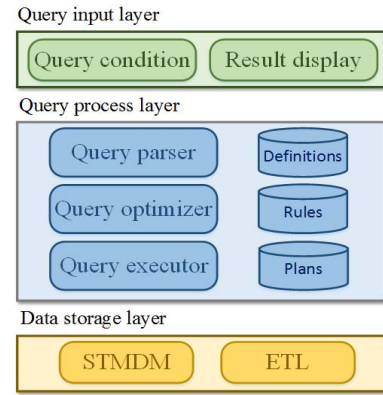 Query input layer
Query condition Result display
Query process layer
Query parser Definitions
Query optimizer Rules
Query executor Plans
Data storage layer
STMDM ETL